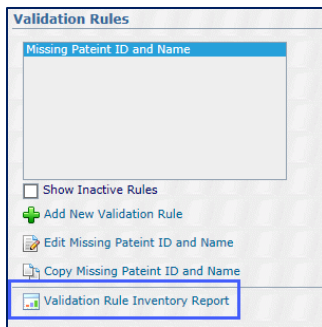 Validation Rules
Missing Pateint ID and Name
Show Inactive Rules
Add New Validation Rule
Edit Missing Pateint ID and Name
Copy Missing Pateint ID and Name
Validation Rule Inventory Report